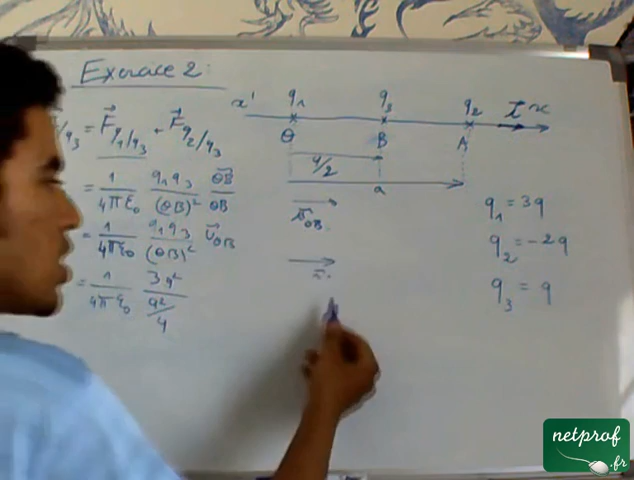 Exercice 2:
x' q₁ q₃ q₂ i⃗ x
O B A
/q₃ = F⃗ q₁/q₃ + F⃗ q₂/q₃
a/2
a
= 1/4πε₀ q₁q₃/(OB)² OB⃗/OB
u⃗ OB
q₁ = 3q
= 1/4πε₀ q₁q₃/(OB)² u⃗ OB
q₂ = -2q
i⃗
= 1/4πε₀ 3q²/a²/4
q₃ = q
netprof
.fr